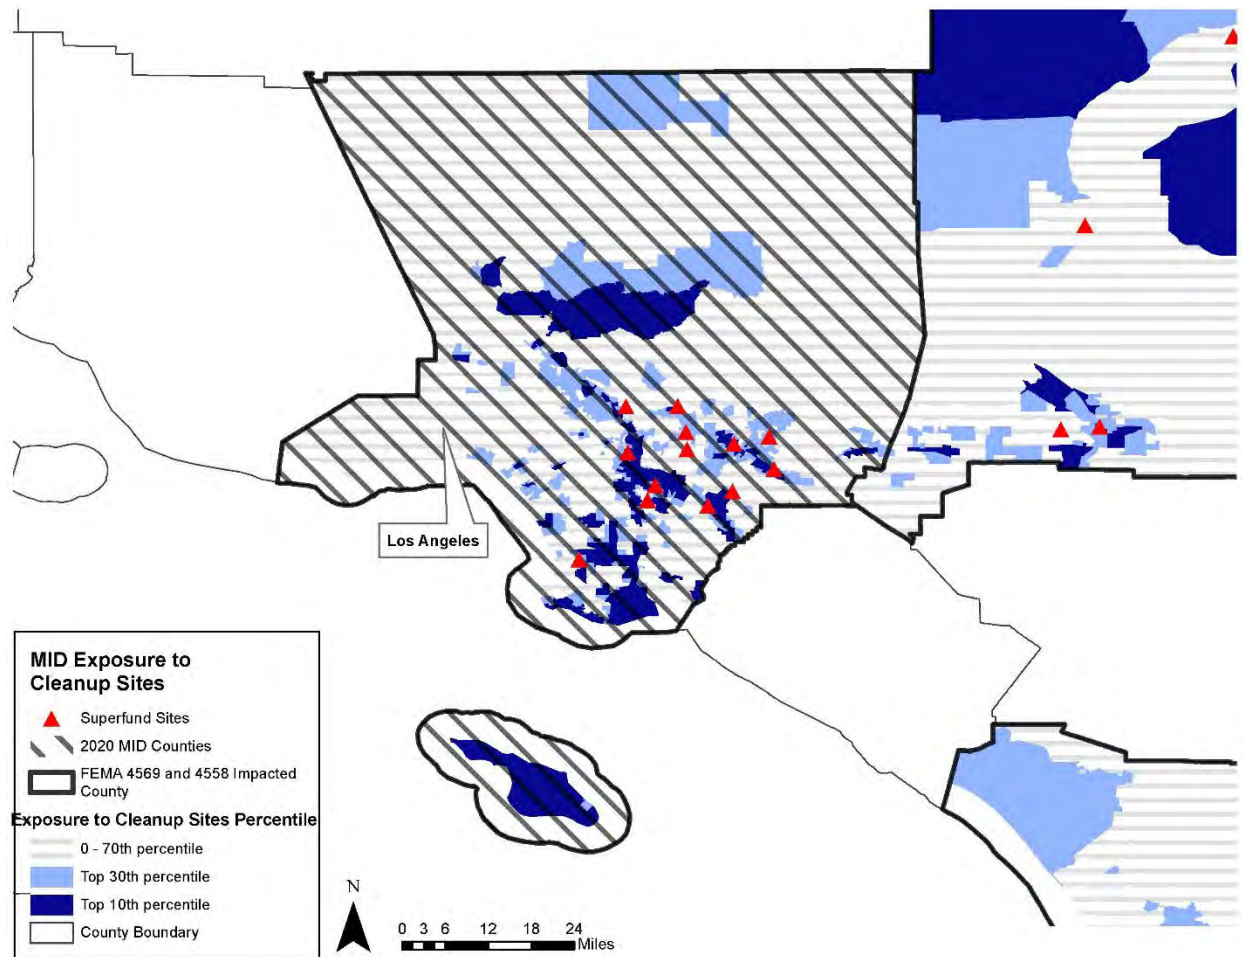 Los Angeles
MID Exposure to
Cleanup Sites
Superfund Sites
2020 MID Counties
FEMA 4569 and 4558 Impacted
County
Exposure to Cleanup Sites Percentile
0 - 70th percentile
Top 30th percentile
Top 10th percentile
County Boundary
N
0 3 6 12 18 24
Miles